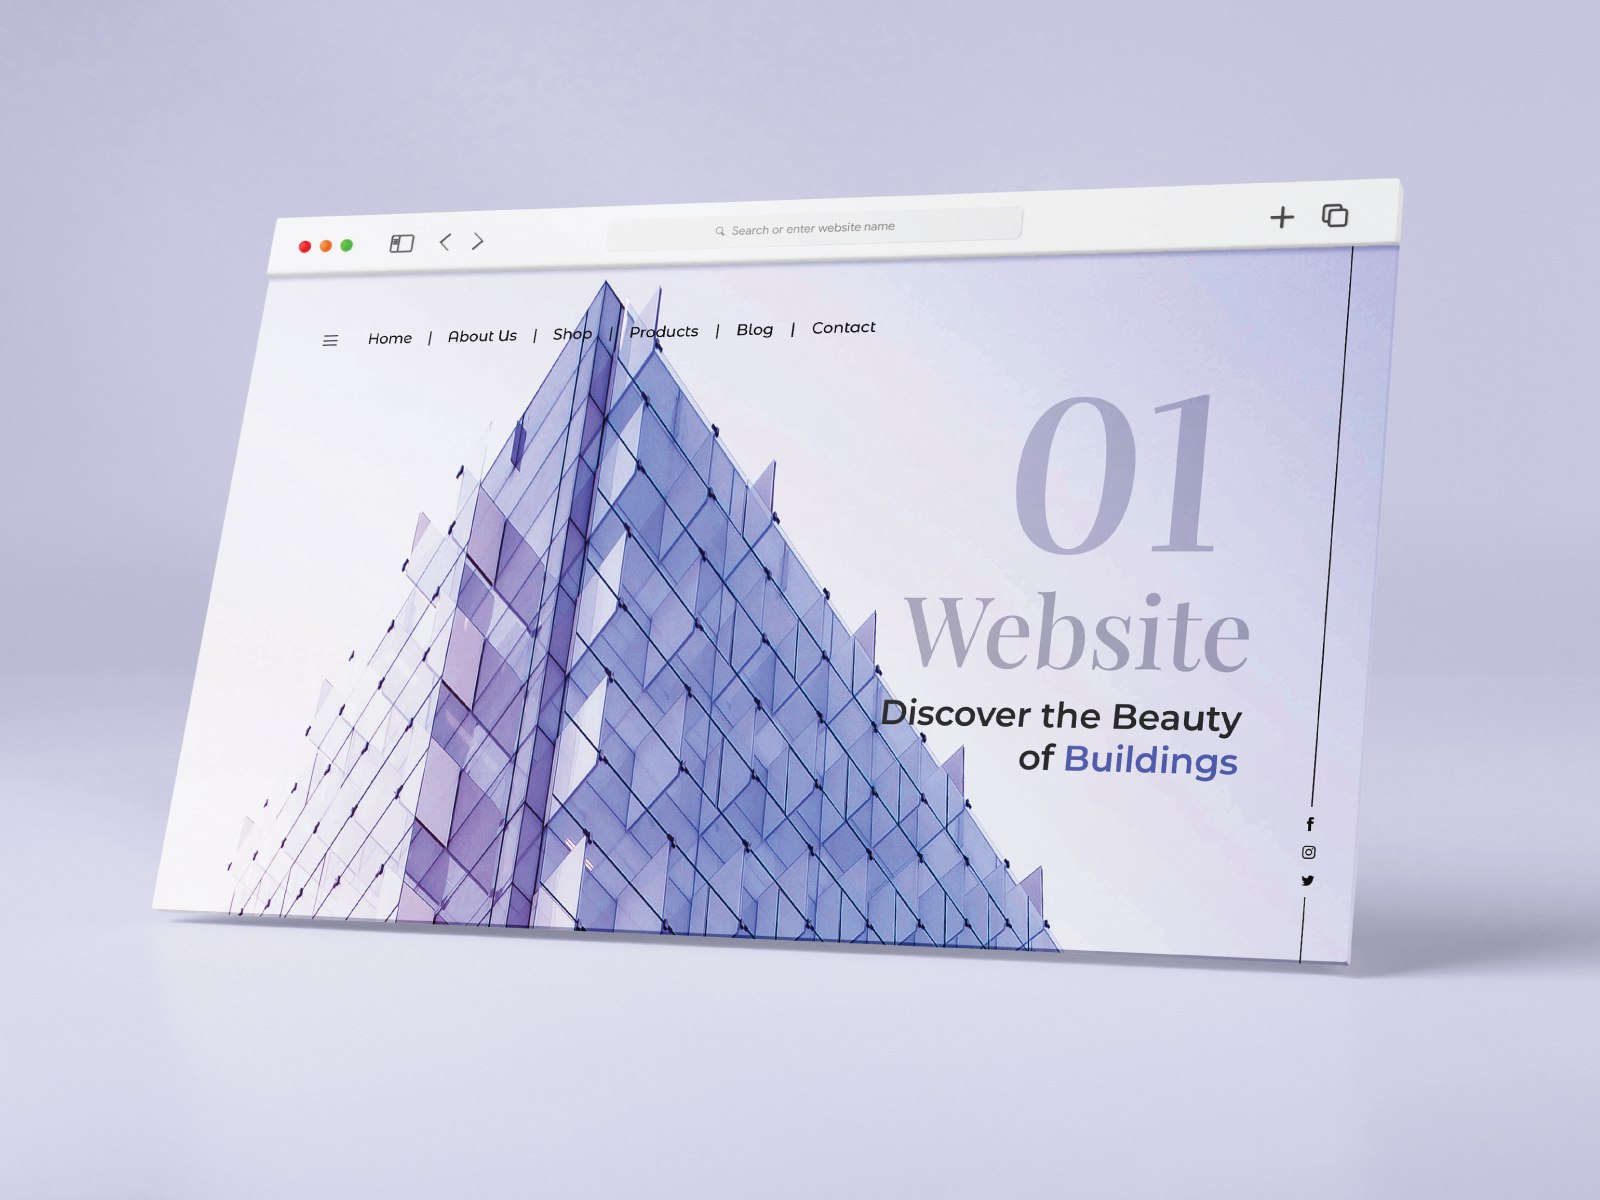 Search or enter website name
Home | About Us | Shop | Products | Blog | Contact
01
Website
Discover the Beauty
of Buildings